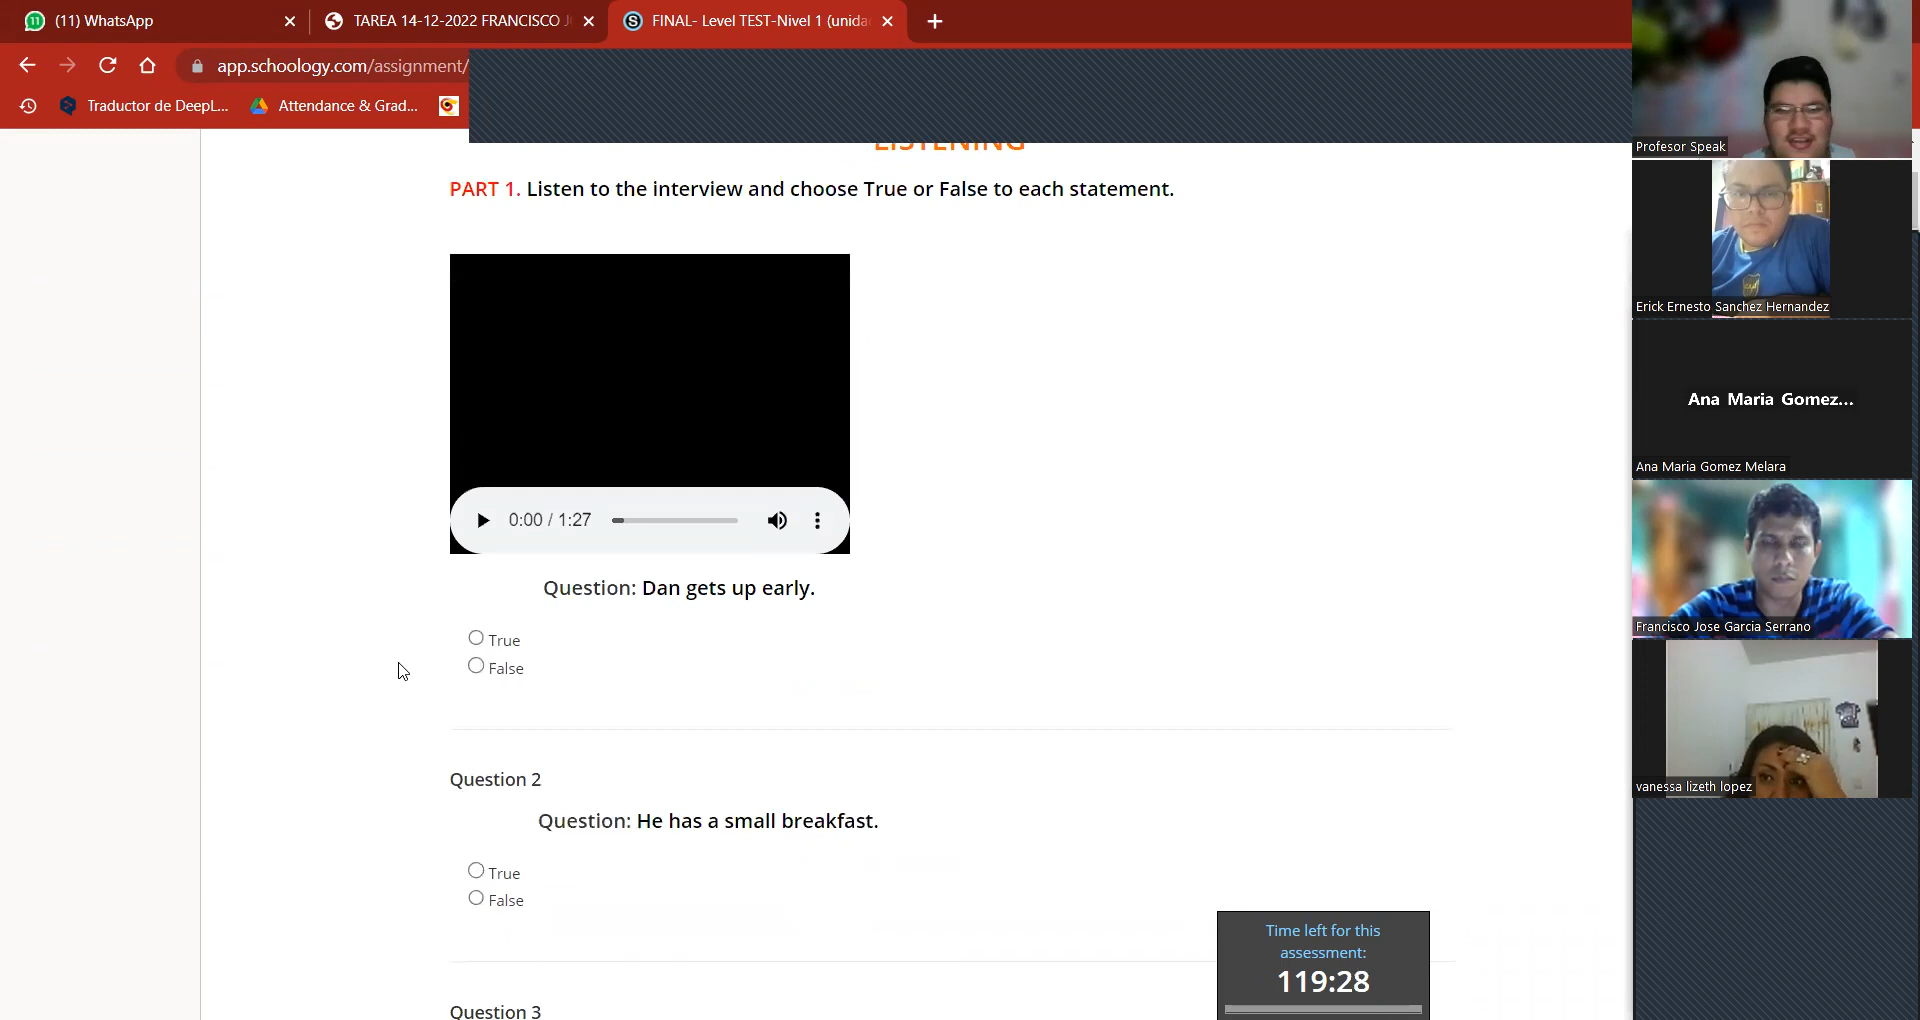 (11) WhatsApp
TAREA 14-12-2022 FRANCISCO J
FINAL- Level TEST-Nivel 1 (unida
app.schoology.com/assignment/
Traductor de DeepL...
Attendance & Grad...
LISTENING
PART 1. Listen to the interview and choose True or False to each statement.
0:00 / 1:27
Question: Dan gets up early.
True
False
Question 2
Question: He has a small breakfast.
True
False
Question 3
Time left for this
assessment:
119:28
Profesor Speak
Erick Ernesto Sanchez Hernandez
Ana Maria Gomez...
Ana Maria Gomez Melara
Francisco Jose Garcia Serrano
vanessa lizeth lopez